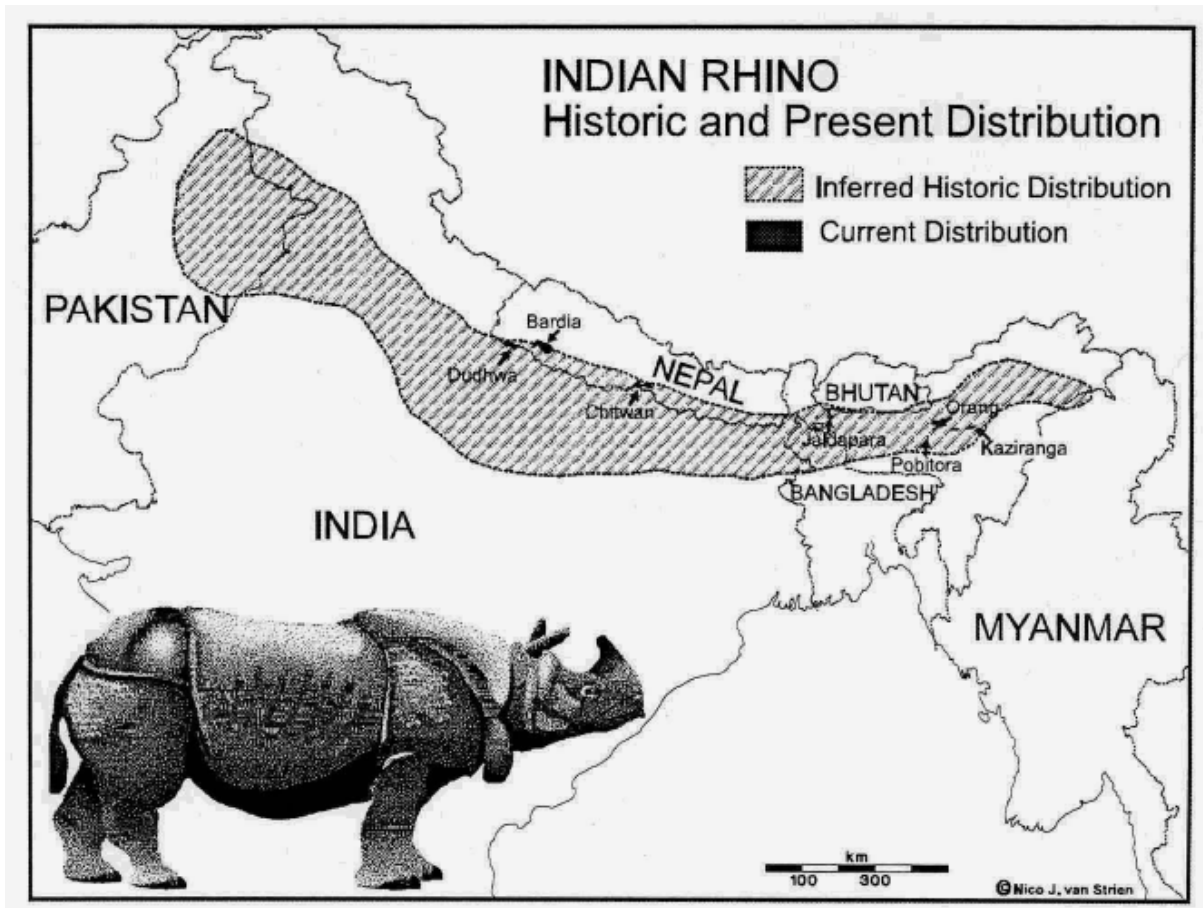 INDIAN RHINO
Historic and Present Distribution
Inferred Historic Distribution
Current Distribution
PAKISTAN
Bardia
Dudhwa
NEPAL
Chitwan
BHUTAN
Orang
Jaldapara
Kaziranga
Pobitora
BANGLADESH
INDIA
MYANMAR
km
100 300
© Nico J. van Strien